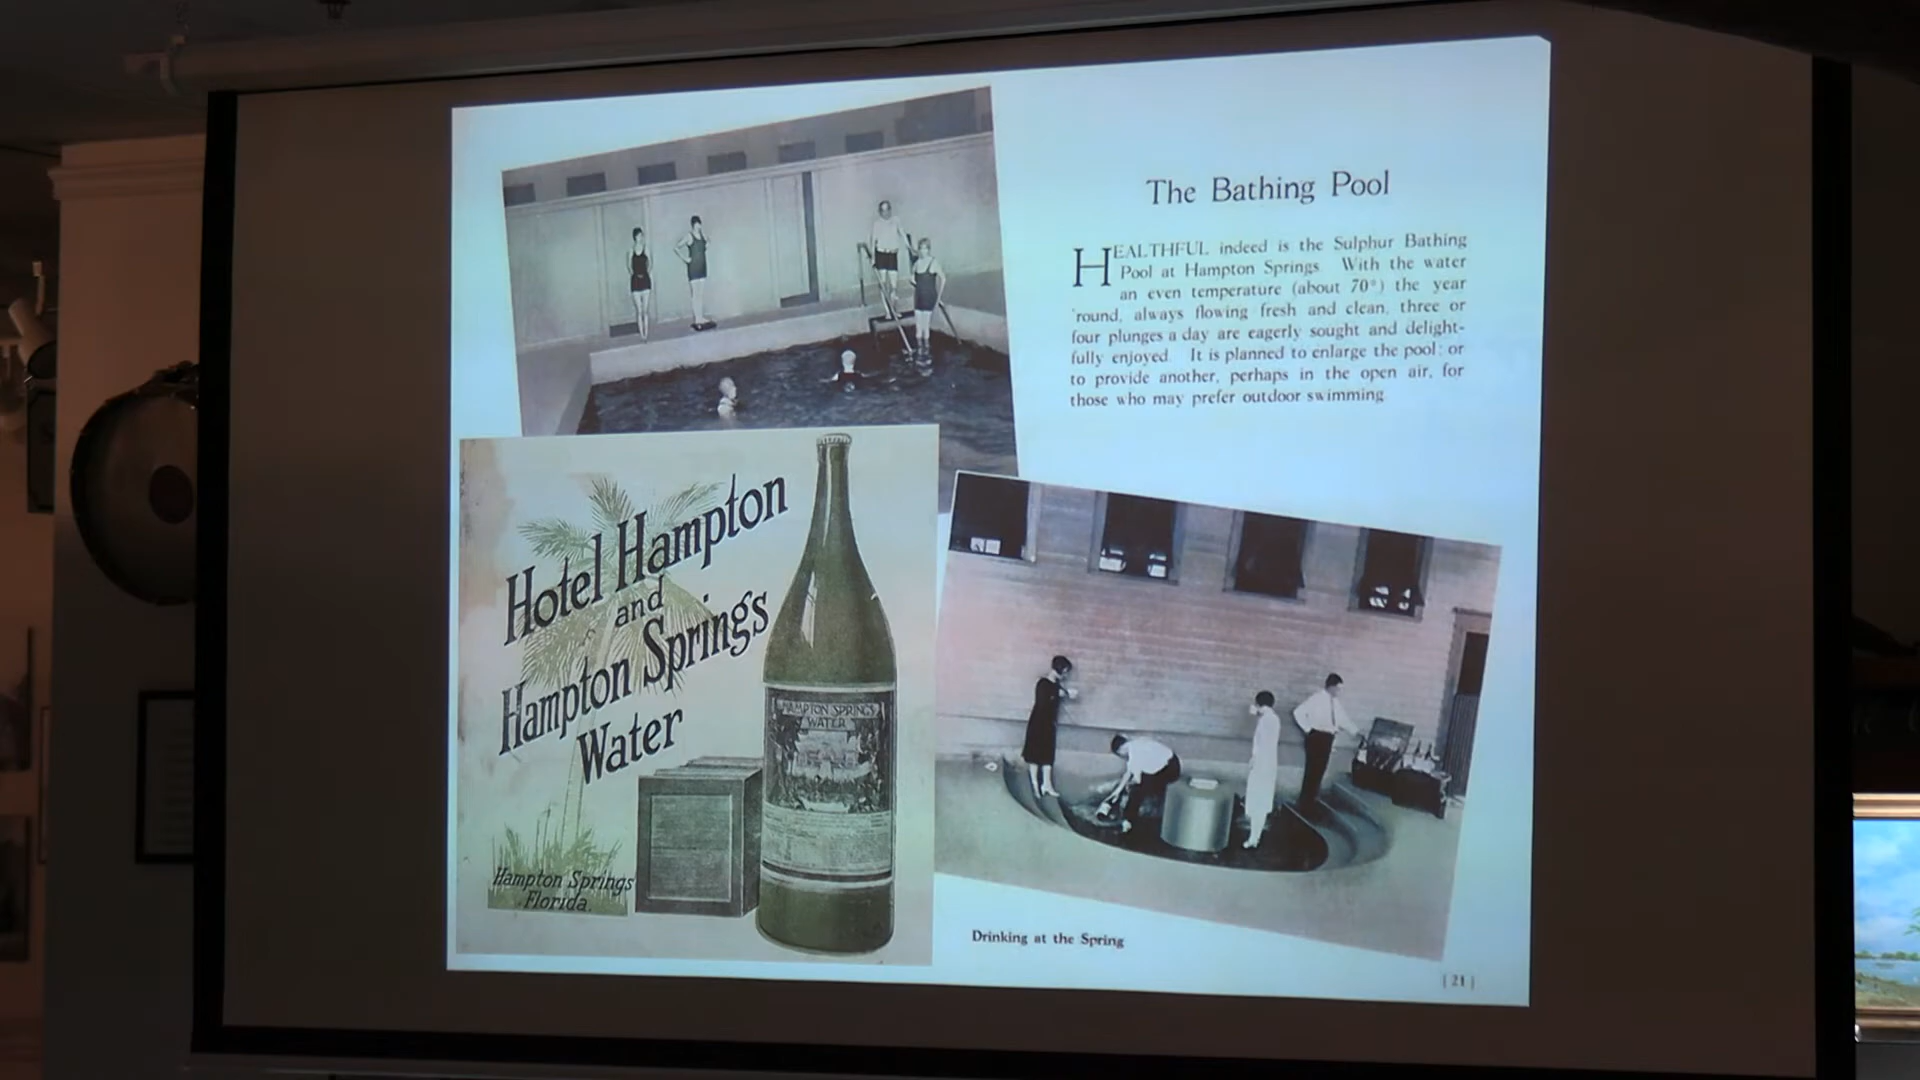 The Bathing Pool
HEALTHFUL indeed is the Sulphur Bathing
Pool at Hampton Springs. With the water
an even temperature (about 70°) the year
'round, always flowing fresh and clean, three or
four plunges a day are eagerly sought and delight-
fully enjoyed. It is planned to enlarge the pool; or
to provide another, perhaps in the open air, for
those who may prefer outdoor swimming.
Hotel Hampton
and
Hampton Springs
Water
HAMPTON SPRINGS
WATER
Hampton Springs
Florida.
Drinking at the Spring
[ 21 ]